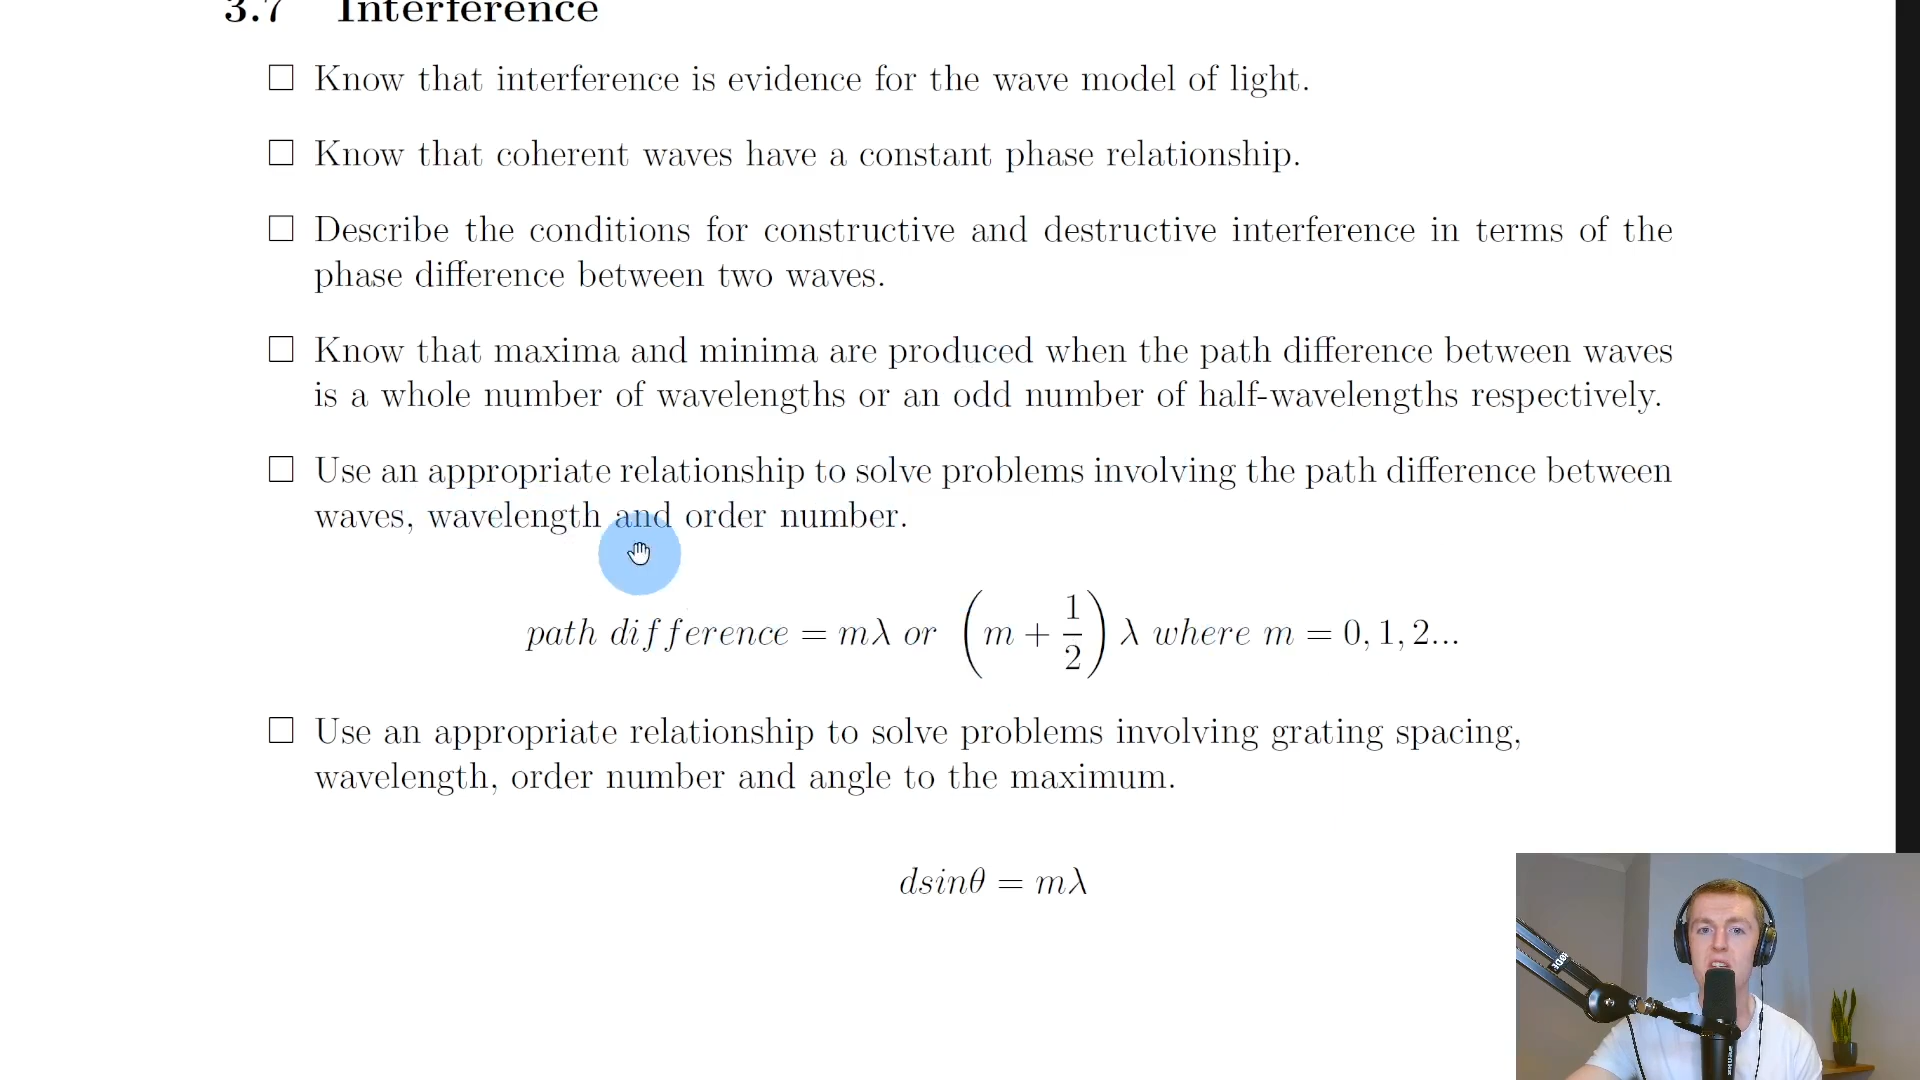 3.7 Interference
Know that interference is evidence for the wave model of light.
Know that coherent waves have a constant phase relationship.
Describe the conditions for constructive and destructive interference in terms of the
phase difference between two waves.
Know that maxima and minima are produced when the path difference between waves
is a whole number of wavelengths or an odd number of half-wavelengths respectively.
Use an appropriate relationship to solve problems involving the path difference between
waves, wavelength and order number.
path difference = mλ or (m + 1/2) λ where m = 0, 1, 2...
Use an appropriate relationship to solve problems involving grating spacing,
wavelength, order number and angle to the maximum.
dsinθ = mλ
RØDE